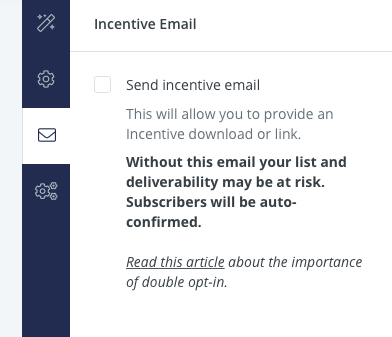 Incentive Email
Send incentive email
This will allow you to provide an
Incentive download or link.
Without this email your list and
deliverability may be at risk.
Subscribers will be auto-
confirmed.
Read this article about the importance
of double opt-in.